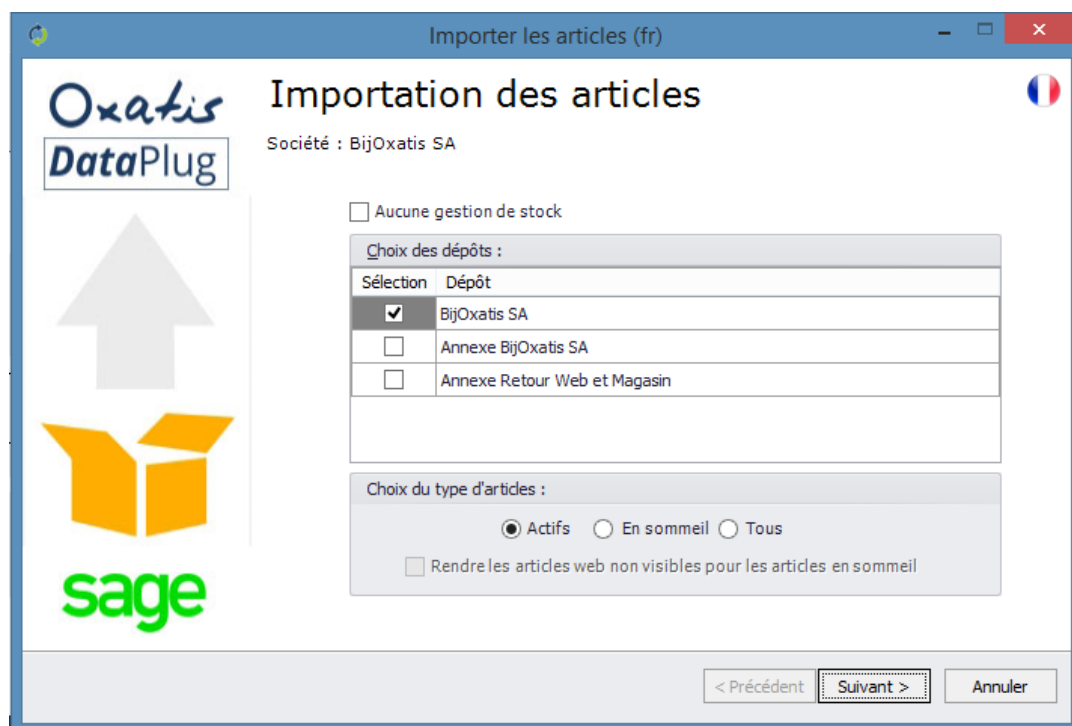 Importer les articles (fr)
Oxatis
DataPlug
Importation des articles
Société : BijOxatis SA
Aucune gestion de stock
Choix des dépôts :
Sélection Dépôt
BijOxatis SA
Annexe BijOxatis SA
Annexe Retour Web et Magasin
Choix du type d'articles :
Actifs En sommeil Tous
Rendre les articles web non visibles pour les articles en sommeil
sage
< Précédent Suivant > Annuler